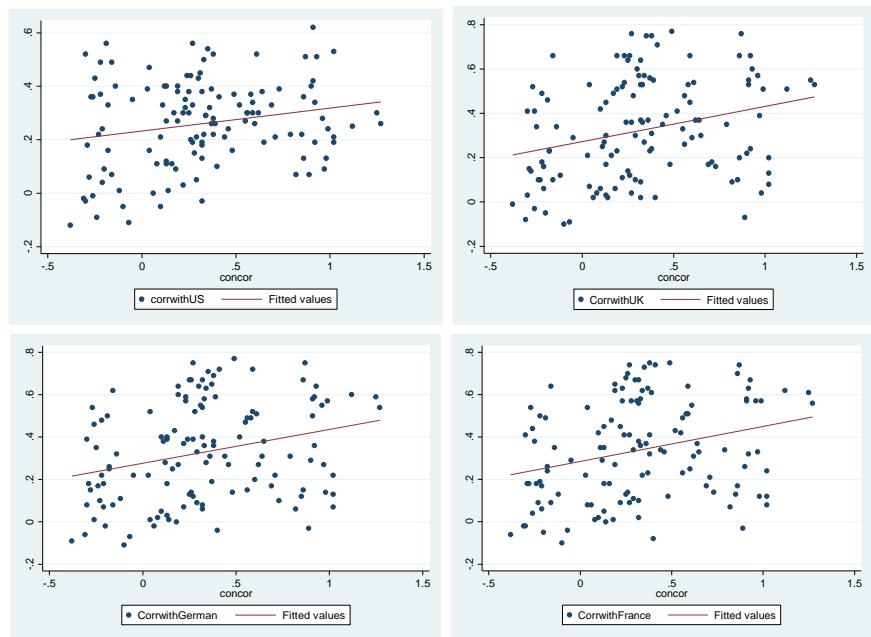 .6
.4
.2
0
-.2
-.5 0 .5 1 1.5
concor
corrwithUS Fitted values
.8
.6
.4
.2
0
-.2
-.5 0 .5 1 1.5
concor
CorrwithUK Fitted values
.8
.6
.4
.2
0
-.2
-.5 0 .5 1 1.5
concor
CorrwithGerman Fitted values
.8
.6
.4
.2
0
-.2
-.5 0 .5 1 1.5
concor
CorrwithFrance Fitted values